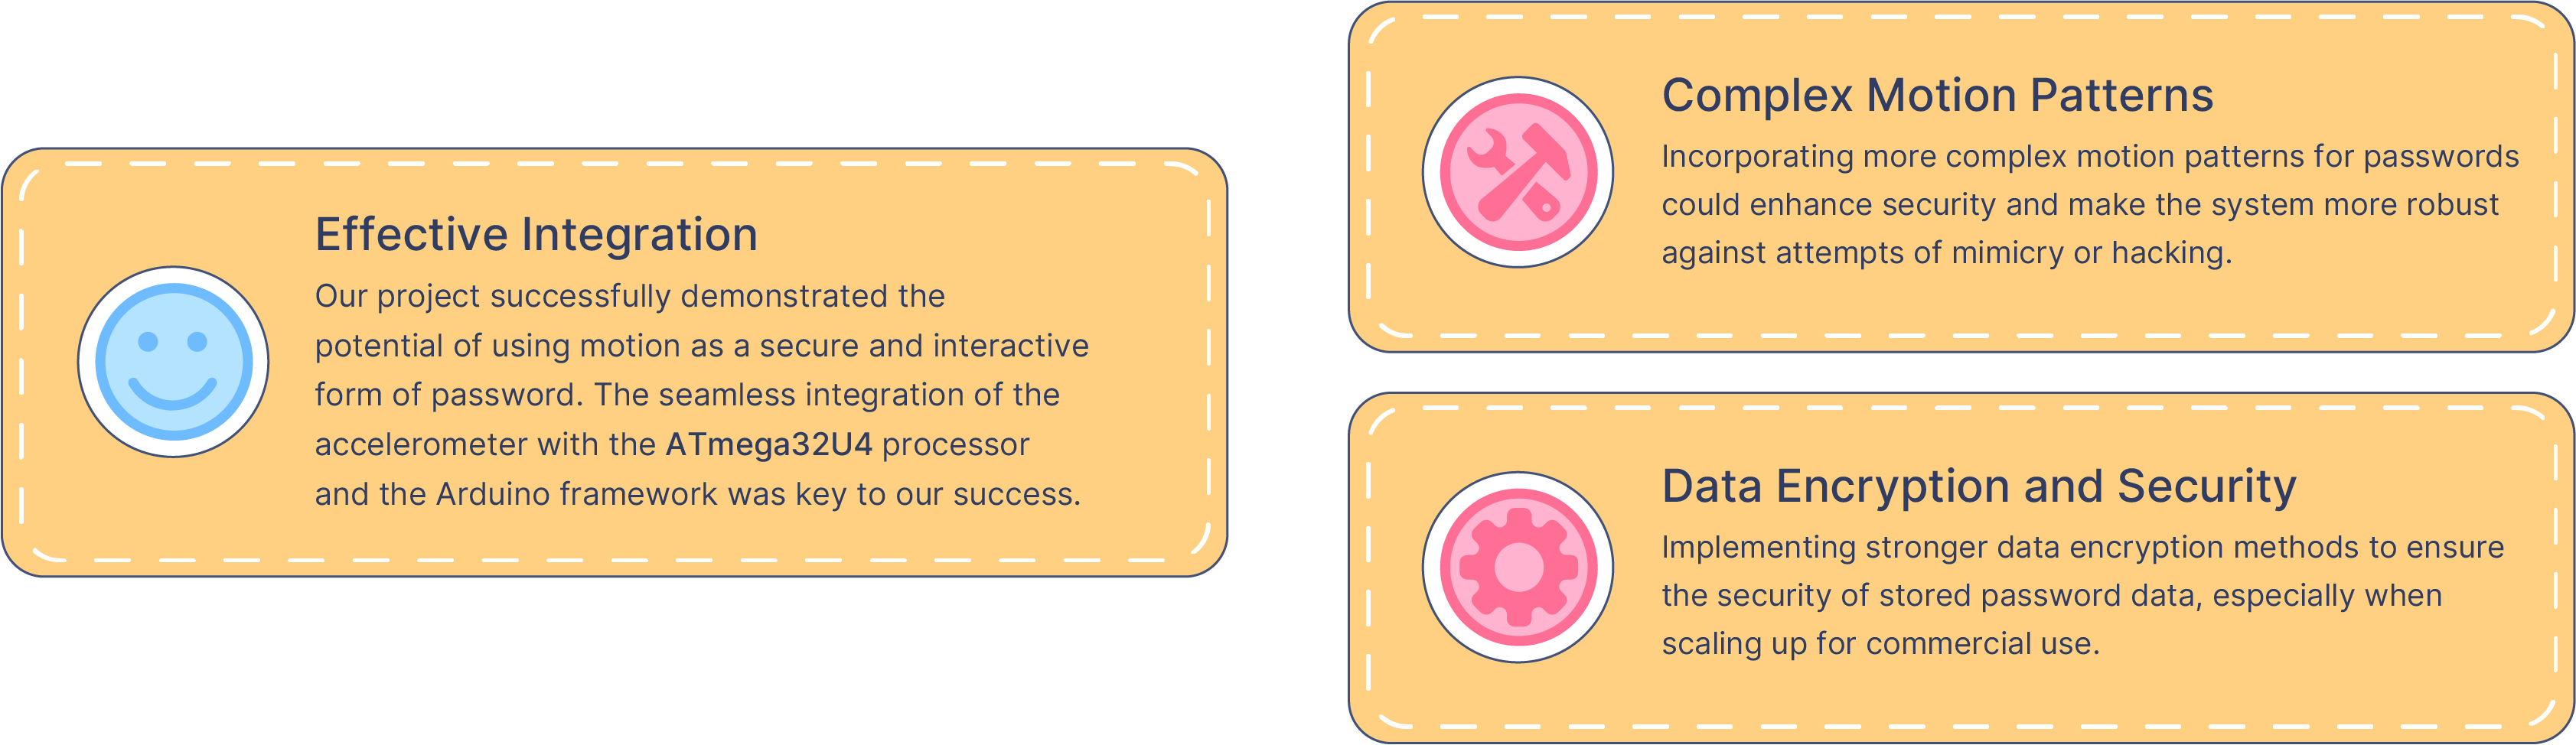 Effective Integration
Our project successfully demonstrated the
potential of using motion as a secure and interactive
form of password. The seamless integration of the
accelerometer with the ATmega32U4 processor
and the Arduino framework was key to our success.
Complex Motion Patterns
Incorporating more complex motion patterns for passwords
could enhance security and make the system more robust
against attempts of mimicry or hacking.
Data Encryption and Security
Implementing stronger data encryption methods to ensure
the security of stored password data, especially when
scaling up for commercial use.